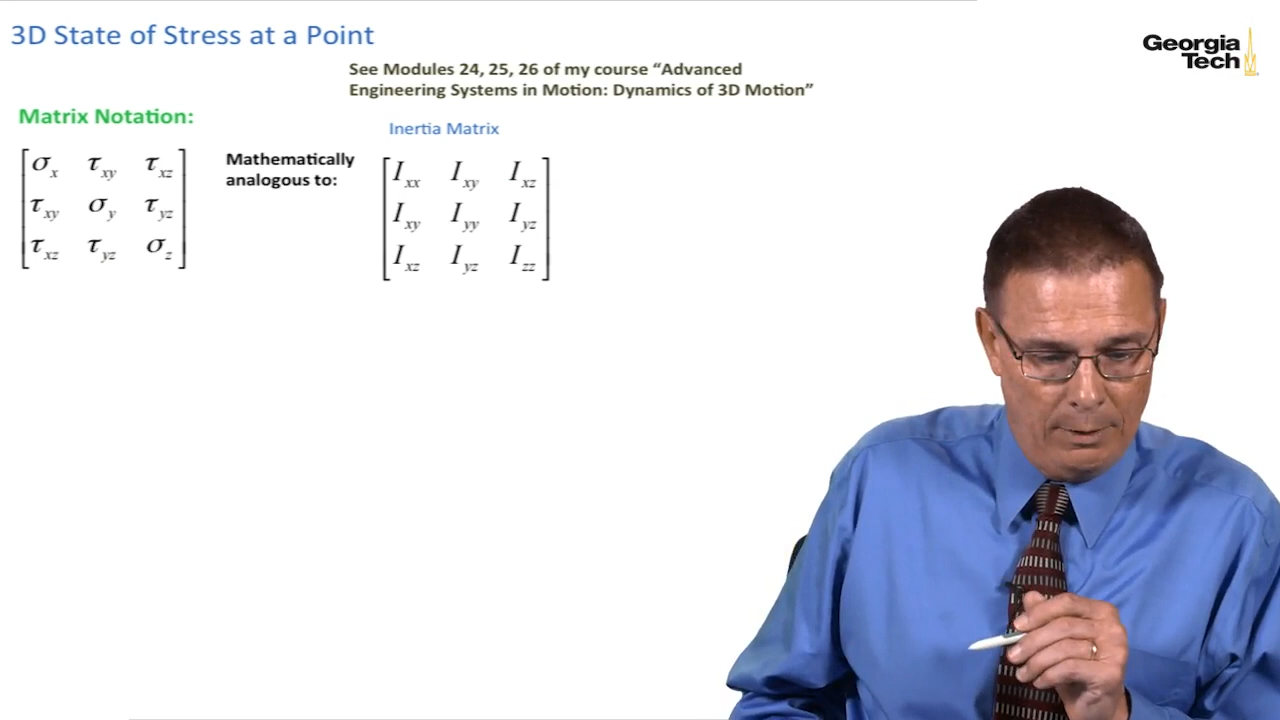 3D State of Stress at a Point
Georgia
Tech
See Modules 24, 25, 26 of my course “Advanced
Engineering Systems in Motion: Dynamics of 3D Motion”
Matrix Notation:
σx τxy τxz
τxy σy τyz
τxz τyz σz
Mathematically
analogous to:
Inertia Matrix
Ixx Ixy Ixz
Ixy Iyy Iyz
Ixz Iyz Izz